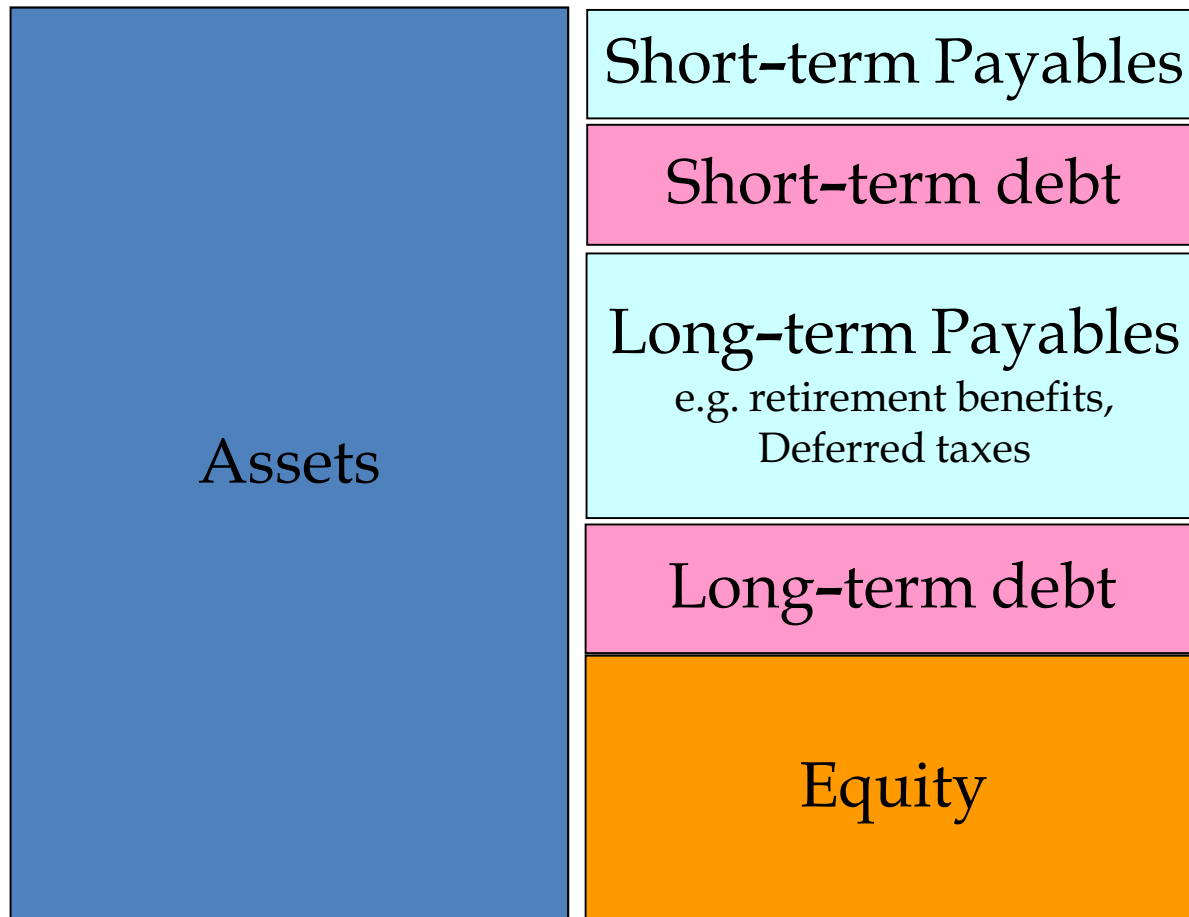 Assets
Short-term Payables
Short-term debt
Long-term Payables
e.g. retirement benefits,
Deferred taxes
Long-term debt
Equity